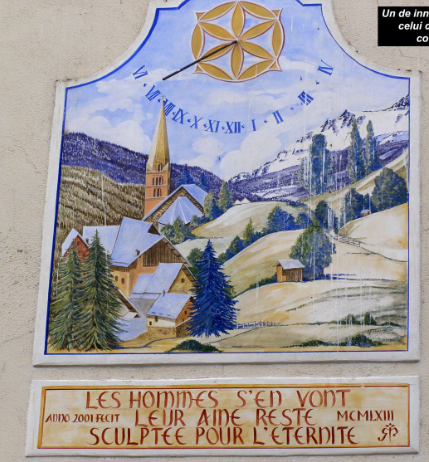 Un de inn
celui d
co
VI VII VIII IX X XI XII I II III IV
LES HOMMES S'EN VONT
ANNO 2001 FECIT LEUR AME RESTE MCMLXIII
SCULPTEE POUR L'ETERNITE